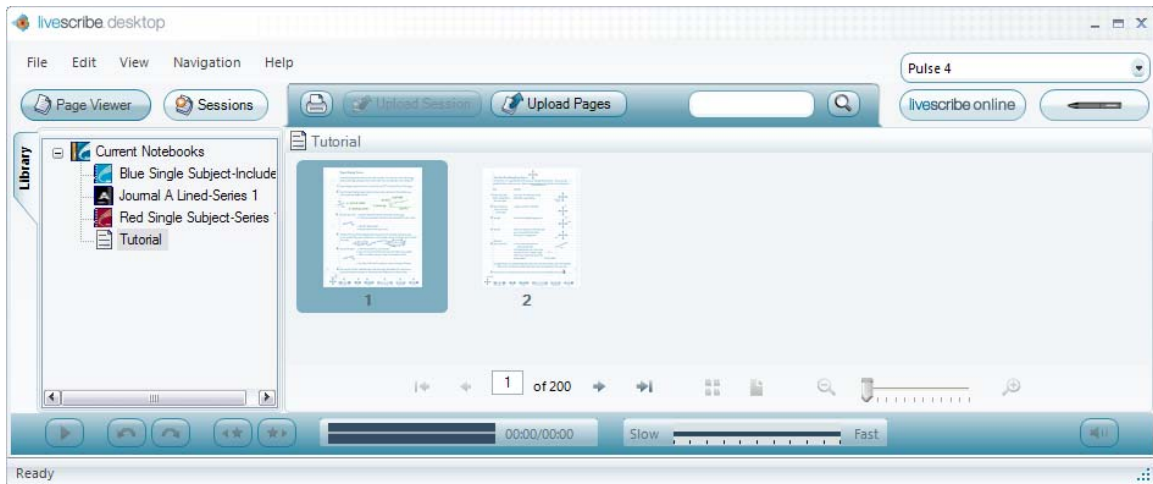 livescribe desktop
File Edit View Navigation Help
Pulse 4
Page Viewer Sessions Upload Session Upload Pages livescribe online
Library
Tutorial
Current Notebooks
Blue Single Subject-Include
Journal A Lined-Series 1
Red Single Subject-Series
Tutorial
1 2
1 of 200
00:00/00:00 Slow Fast
Ready